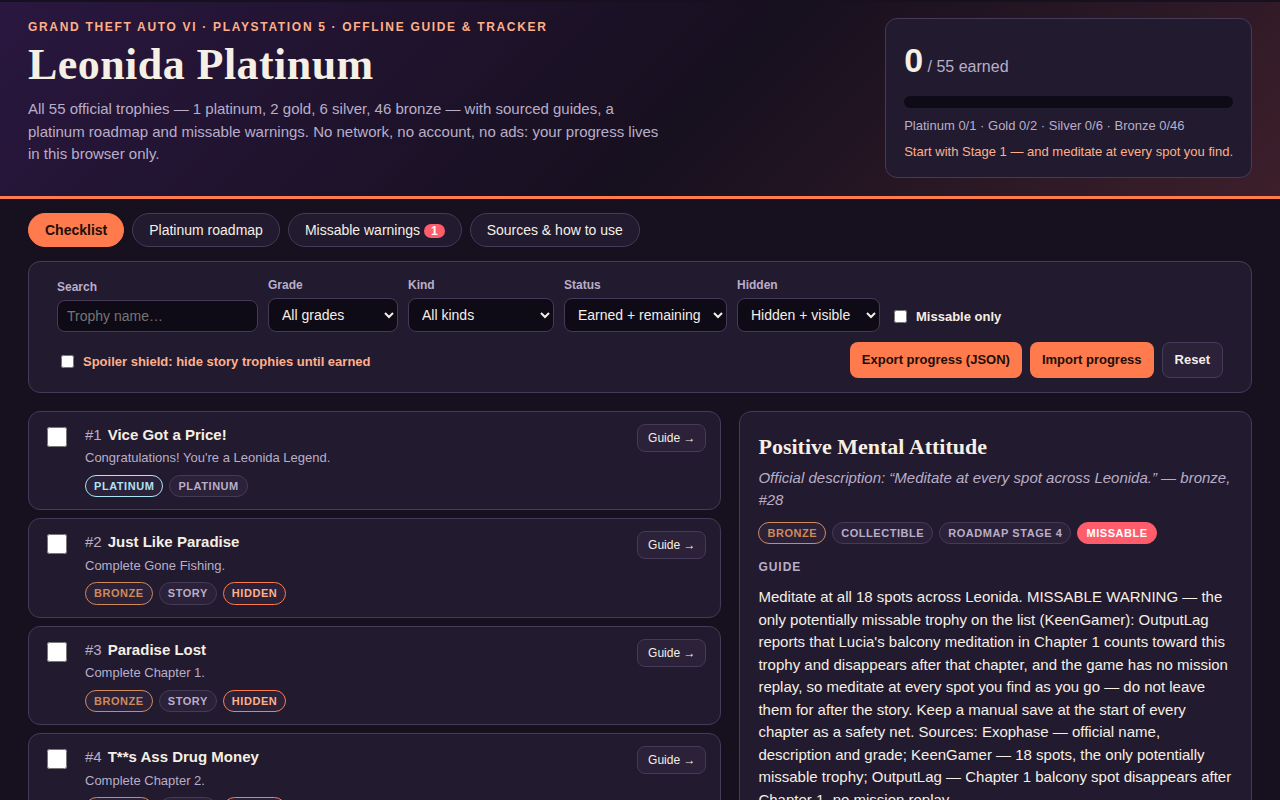 GRAND THEFT AUTO VI · PLAYSTATION 5 · OFFLINE GUIDE & TRACKER
Leonida Platinum
All 55 official trophies — 1 platinum, 2 gold, 6 silver, 46 bronze — with sourced guides, a
platinum roadmap and missable warnings. No network, no account, no ads: your progress lives
in this browser only.
0 / 55 earned
Platinum 0/1 · Gold 0/2 · Silver 0/6 · Bronze 0/46
Start with Stage 1 — and meditate at every spot you find.
Checklist
Platinum roadmap
Missable warnings 1
Sources & how to use
Search
Trophy name…
Grade
All grades
Kind
All kinds
Status
Earned + remaining
Hidden
Hidden + visible
Missable only
Spoiler shield: hide story trophies until earned
Export progress (JSON)
Import progress
Reset
#1 Vice Got a Price!
Congratulations! You're a Leonida Legend.
PLATINUM PLATINUM
Guide →
#2 Just Like Paradise
Complete Gone Fishing.
BRONZE STORY HIDDEN
Guide →
#3 Paradise Lost
Complete Chapter 1.
BRONZE STORY HIDDEN
Guide →
#4 T**s Ass Drug Money
Complete Chapter 2.
Guide →
Positive Mental Attitude
Official description: “Meditate at every spot across Leonida.” — bronze,
#28
BRONZE COLLECTIBLE ROADMAP STAGE 4 MISSABLE
GUIDE
Meditate at all 18 spots across Leonida. MISSABLE WARNING — the
only potentially missable trophy on the list (KeenGamer): OutputLag
reports that Lucia's balcony meditation in Chapter 1 counts toward this
trophy and disappears after that chapter, and the game has no mission
replay, so meditate at every spot you find as you go — do not leave
them for after the story. Keep a manual save at the start of every
chapter as a safety net. Sources: Exophase — official name,
description and grade; KeenGamer — 18 spots, the only potentially
missable trophy; OutputLag — Chapter 1 balcony spot disappears after
Chapter 1, no mission replay.